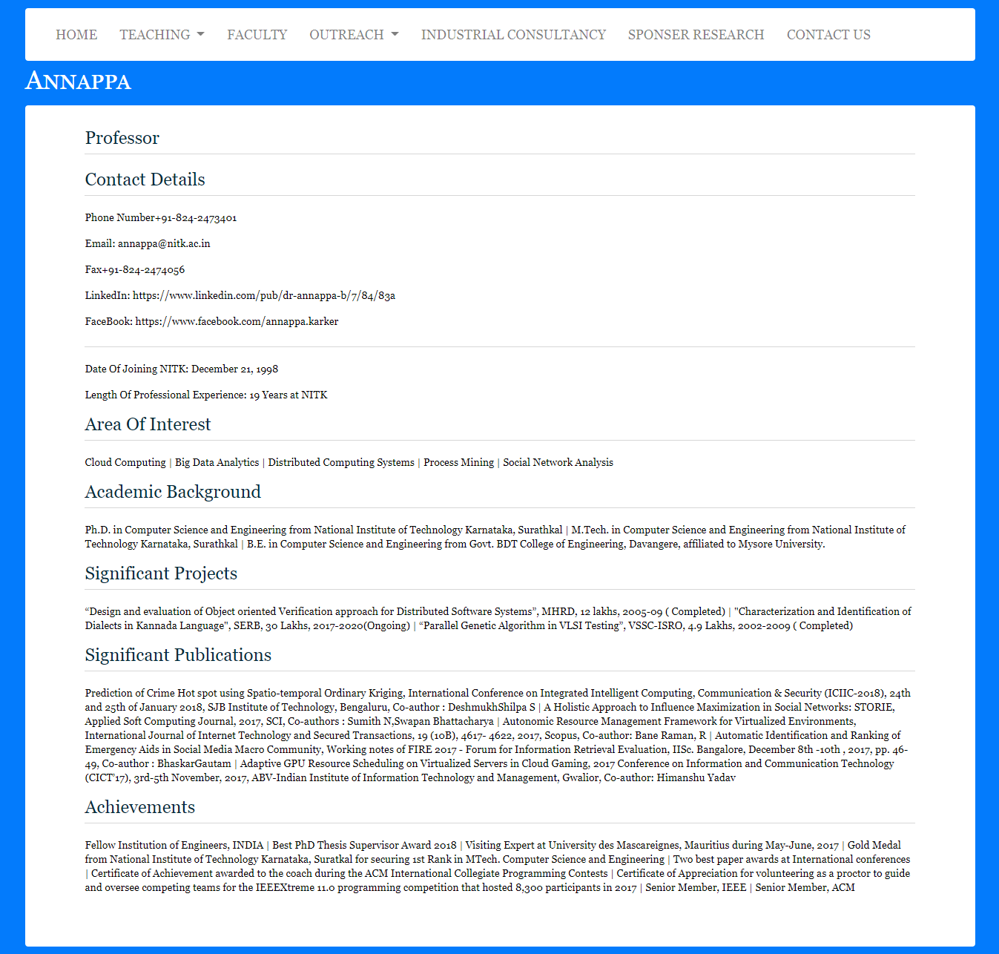 HOME TEACHING FACULTY OUTREACH INDUSTRIAL CONSULTANCY SPONSER RESEARCH CONTACT US
ANNAPPA
Professor
Contact Details
Phone Number+91-824-2473401
Email: annappa@nitk.ac.in
Fax+91-824-2474056
LinkedIn: https://www.linkedin.com/pub/dr-annappa-b/7/84/83a
FaceBook: https://www.facebook.com/annappa.karker
Date Of Joining NITK: December 21, 1998
Length Of Professional Experience: 19 Years at NITK
Area Of Interest
Cloud Computing | Big Data Analytics | Distributed Computing Systems | Process Mining | Social Network Analysis
Academic Background
Ph.D. in Computer Science and Engineering from National Institute of Technology Karnataka, Surathkal | M.Tech. in Computer Science and Engineering from National Institute of
Technology Karnataka, Surathkal | B.E. in Computer Science and Engineering from Govt. BDT College of Engineering, Davangere, affiliated to Mysore University.
Significant Projects
“Design and evaluation of Object oriented Verification approach for Distributed Software Systems”, MHRD, 12 lakhs, 2005-09 ( Completed) | "Characterization and Identification of
Dialects in Kannada Language", SERB, 30 Lakhs, 2017-2020(Ongoing) | “Parallel Genetic Algorithm in VLSI Testing”, VSSC-ISRO, 4.9 Lakhs, 2002-2009 ( Completed)
Significant Publications
Prediction of Crime Hot spot using Spatio-temporal Ordinary Kriging, International Conference on Integrated Intelligent Computing, Communication & Security (ICIIC-2018), 24th
and 25th of January 2018, SJB Institute of Technology, Bengaluru, Co-author : DeshmukhShilpa S | A Holistic Approach to Influence Maximization in Social Networks: STORIE,
Applied Soft Computing Journal, 2017, SCI, Co-authors : Sumith N,Swapan Bhattacharya | Autonomic Resource Management Framework for Virtualized Environments,
International Journal of Internet Technology and Secured Transactions, 19 (10B), 4617- 4622, 2017, Scopus, Co-author: Bane Raman, R | Automatic Identification and Ranking of
Emergency Aids in Social Media Macro Community, Working notes of FIRE 2017 - Forum for Information Retrieval Evaluation, IISc. Bangalore, December 8th -10th , 2017, pp. 46-
49, Co-author : BhaskarGautam | Adaptive GPU Resource Scheduling on Virtualized Servers in Cloud Gaming, 2017 Conference on Information and Communication Technology
(CICT’17), 3rd-5th November, 2017, ABV-Indian Institute of Information Technology and Management, Gwalior, Co-author: Himanshu Yadav
Achievements
Fellow Institution of Engineers, INDIA | Best PhD Thesis Supervisor Award 2018 | Visiting Expert at University des Mascareignes, Mauritius during May-June, 2017 | Gold Medal
from National Institute of Technology Karnataka, Suratkal for securing 1st Rank in MTech. Computer Science and Engineering | Two best paper awards at International conferences
| Certificate of Achievement awarded to the coach during the ACM International Collegiate Programming Contests | Certificate of Appreciation for volunteering as a proctor to guide
and oversee competing teams for the IEEEXtreme 11.0 programming competition that hosted 8,300 participants in 2017 | Senior Member, IEEE | Senior Member, ACM